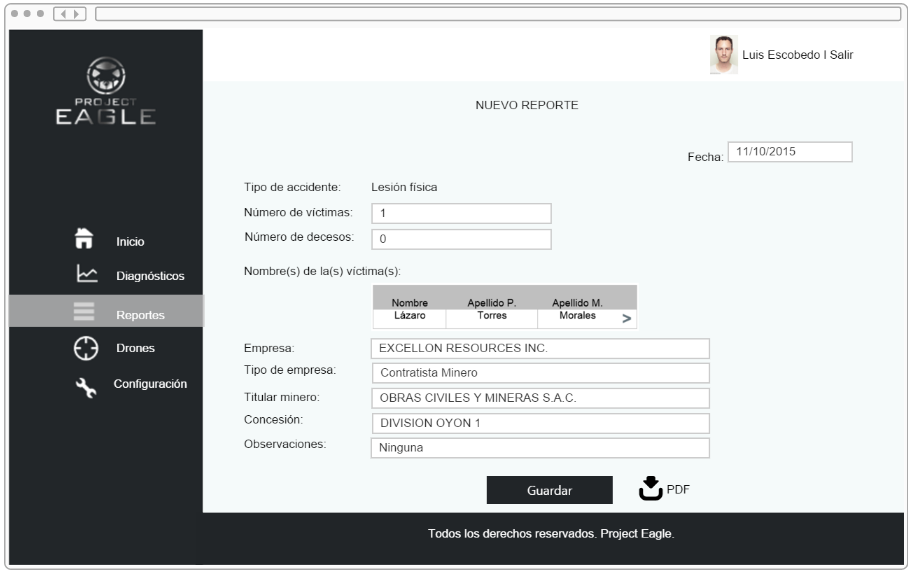 Luis Escobedo I Salir
PROJECT
EAGLE
Inicio
Diagnósticos
Reportes
Drones
Configuración
NUEVO REPORTE
Fecha: 11/10/2015
Tipo de accidente: Lesión física
Número de víctimas: 1
Número de decesos: 0
Nombre(s) de la(s) víctima(s):
Nombre Apellido P. Apellido M.
Lázaro Torres Morales >
Empresa: EXCELLON RESOURCES INC.
Tipo de empresa: Contratista Minero
Titular minero: OBRAS CIVILES Y MINERAS S.A.C.
Concesión: DIVISION OYON 1
Observaciones: Ninguna
Guardar PDF
Todos los derechos reservados. Project Eagle.